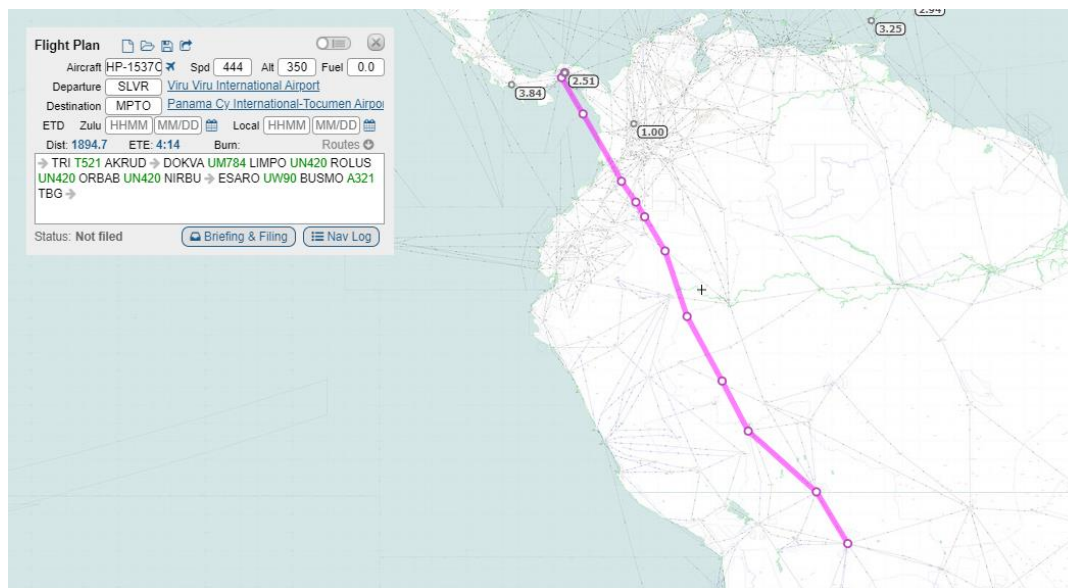 Flight Plan
Aircraft HP-1537C Spd 444 Alt 350 Fuel 0.0
Departure SLVR Viru Viru International Airport
Destination MPTO Panama Cy International-Tocumen Airpor
ETD Zulu HHMM MM/DD Local HHMM MM/DD
Dist: 1894.7 ETE: 4:14 Burn: Routes
→ TRI T521 AKRUD → DOKVA UM784 LIMPO UN420 ROLUS
UN420 ORBAB UN420 NIRBU → ESARO UW90 BUSMO A321
TBG →
Status: Not filed Briefing & Filing Nav Log
2.94
3.25
2.51
3.84
1.00